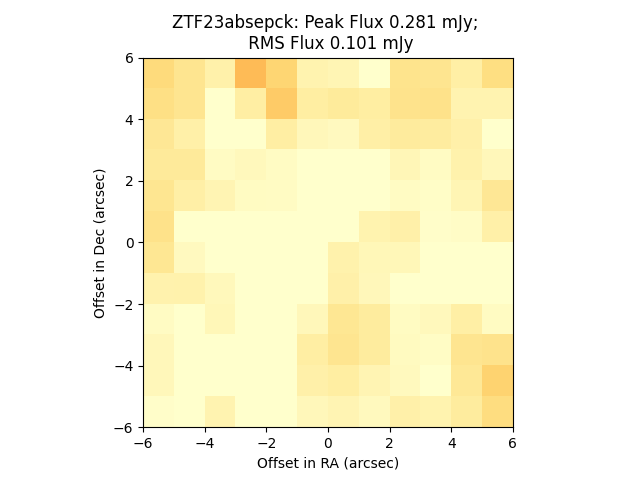 ZTF23absepck: Peak Flux 0.281 mJy;
RMS Flux 0.101 mJy
6
4
2
0
−2
−4
−6
Offset in Dec (arcsec)
−6 −4 −2 0 2 4 6
Offset in RA (arcsec)